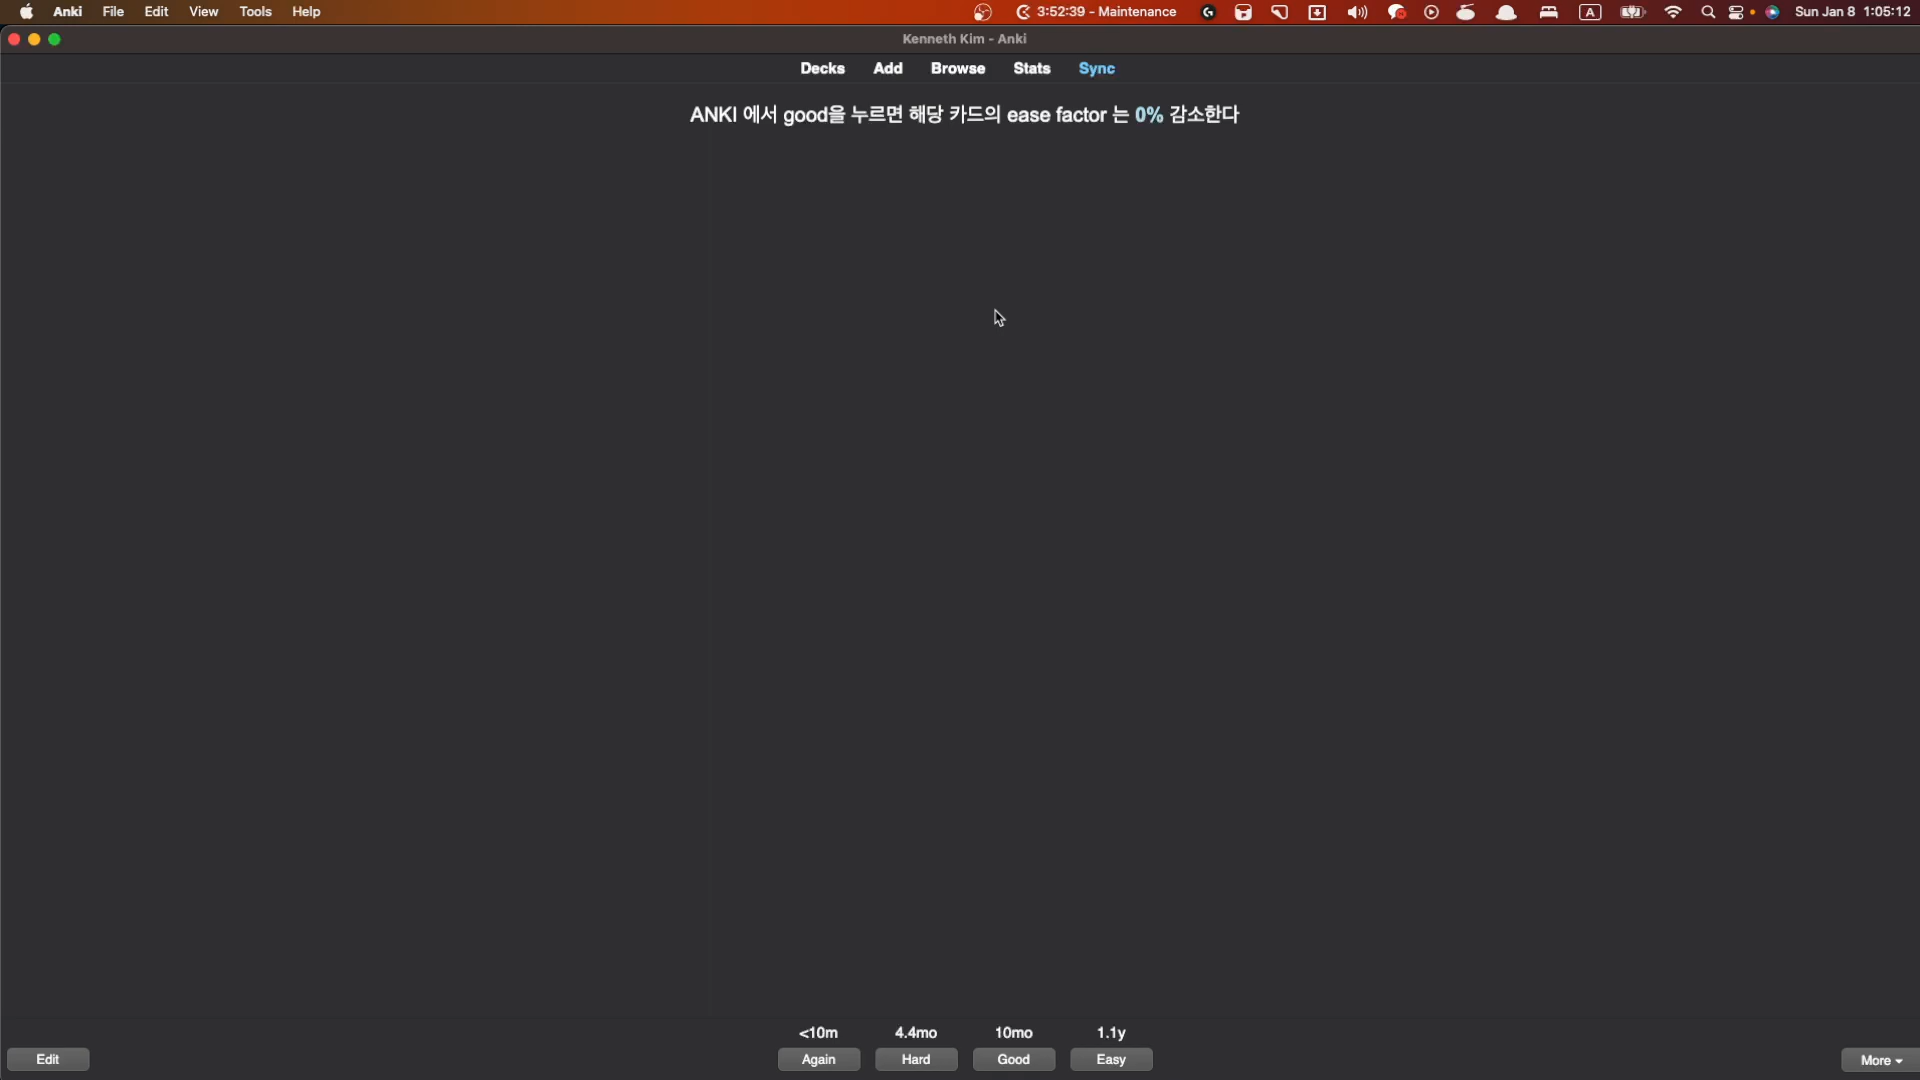 Anki File Edit View Tools Help 3:52:39 - Maintenance A Sun Jan 8 1:05:12
Kenneth Kim - Anki
Decks Add Browse Stats Sync
ANKI 에서 good을 누르면 해당 카드의 ease factor 는 0% 감소한다
<10m 4.4mo 10mo 1.1y
Edit Again Hard Good Easy More